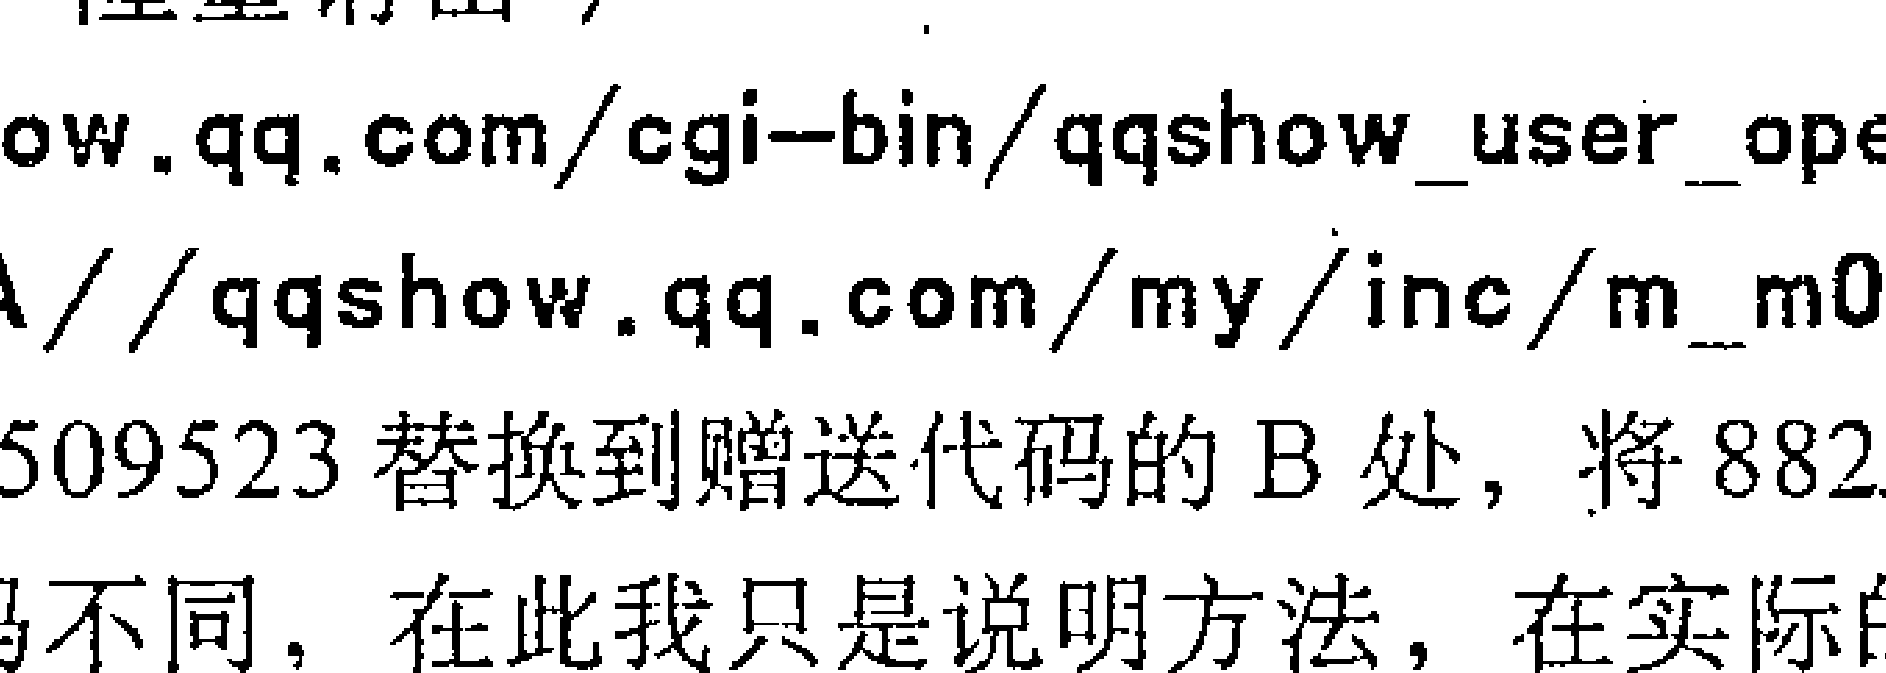 ow.qq.com/cgi-bin/qqshow_user_ope
A//qqshow.qq.com/my/inc/m_m0
509523 替换到赠送代码的 B 处，将 882
码不同，在此我只是说明方法，在实际的